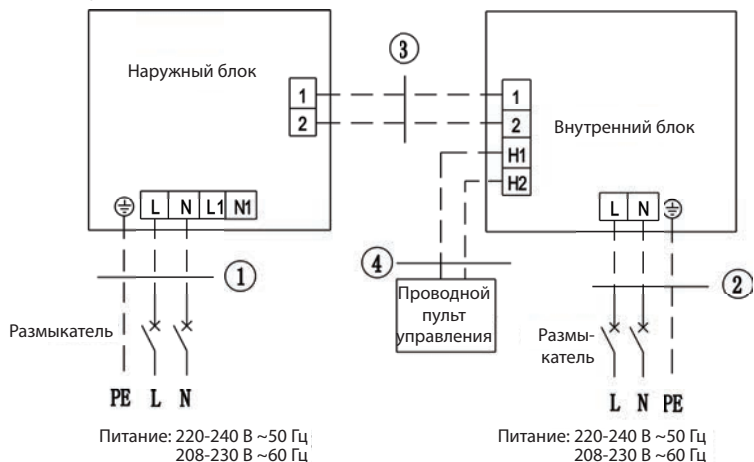 Наружный блок
1
2
L N L1 N1
1
Размыкатель
PE L N
Питание: 220-240 В ~50 Гц
208-230 В ~60 Гц
3
Внутренний блок
1
2
H1
H2
L N
4
Проводной
пульт
управления
2
Размы-
катель
L N PE
Питание: 220-240 В ~50 Гц
208-230 В ~60 Гц